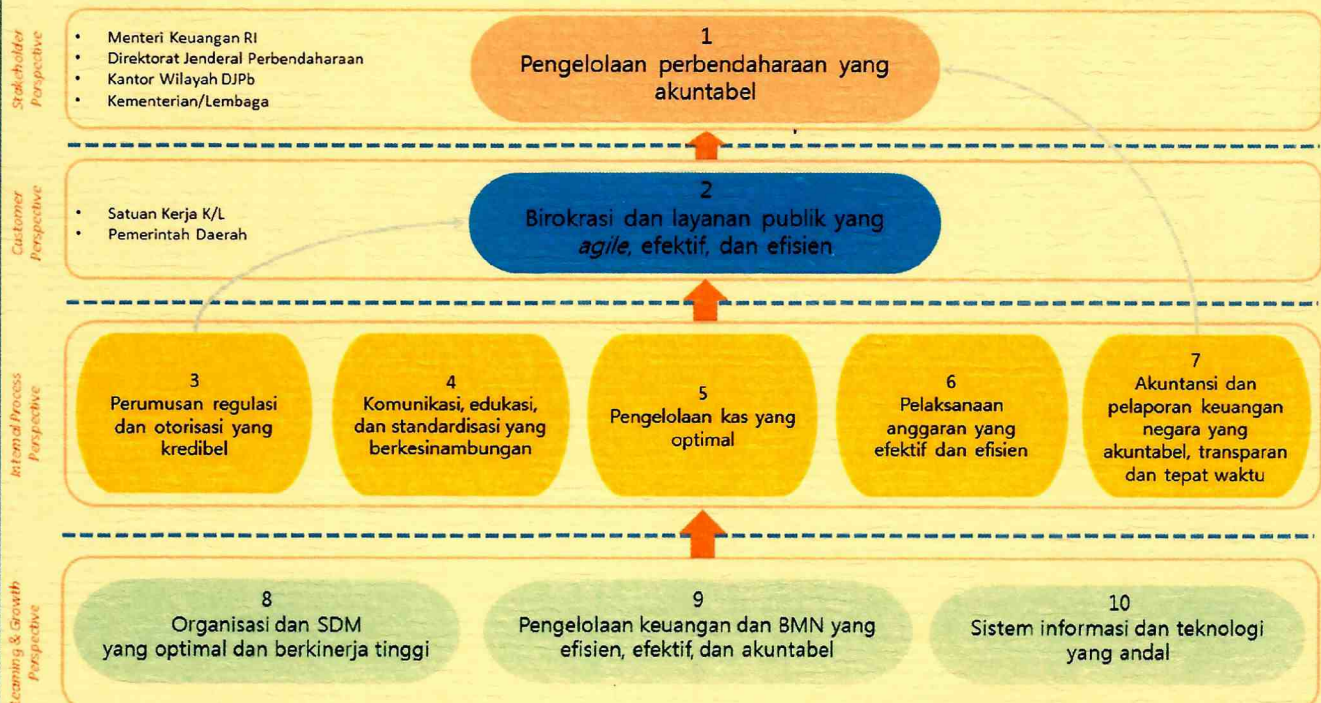 Stakeholder
Perspective
• Menteri Keuangan RI
• Direktorat Jenderal Perbendaharaan
• Kantor Wilayah DJPb
• Kementerian/Lembaga
1
Pengelolaan perbendaharaan yang
akuntabel
Customer
Perspective
• Satuan Kerja K/L
• Pemerintah Daerah
2
Birokrasi dan layanan publik yang
agile, efektif, dan efisien
Internal Process
Perspective
3
Perumusan regulasi
dan otorisasi yang
kredibel
4
Komunikasi, edukasi,
dan standardisasi yang
berkesinambungan
5
Pengelolaan kas yang
optimal
6
Pelaksanaan
anggaran yang
efektif dan efisien
7
Akuntansi dan
pelaporan keuangan
negara yang
akuntabel, transparan
dan tepat waktu
Learning & Growth
Perspective
8
Organisasi dan SDM
yang optimal dan berkinerja tinggi
9
Pengelolaan keuangan dan BMN yang
efisien, efektif, dan akuntabel
10
Sistem informasi dan teknologi
yang andal